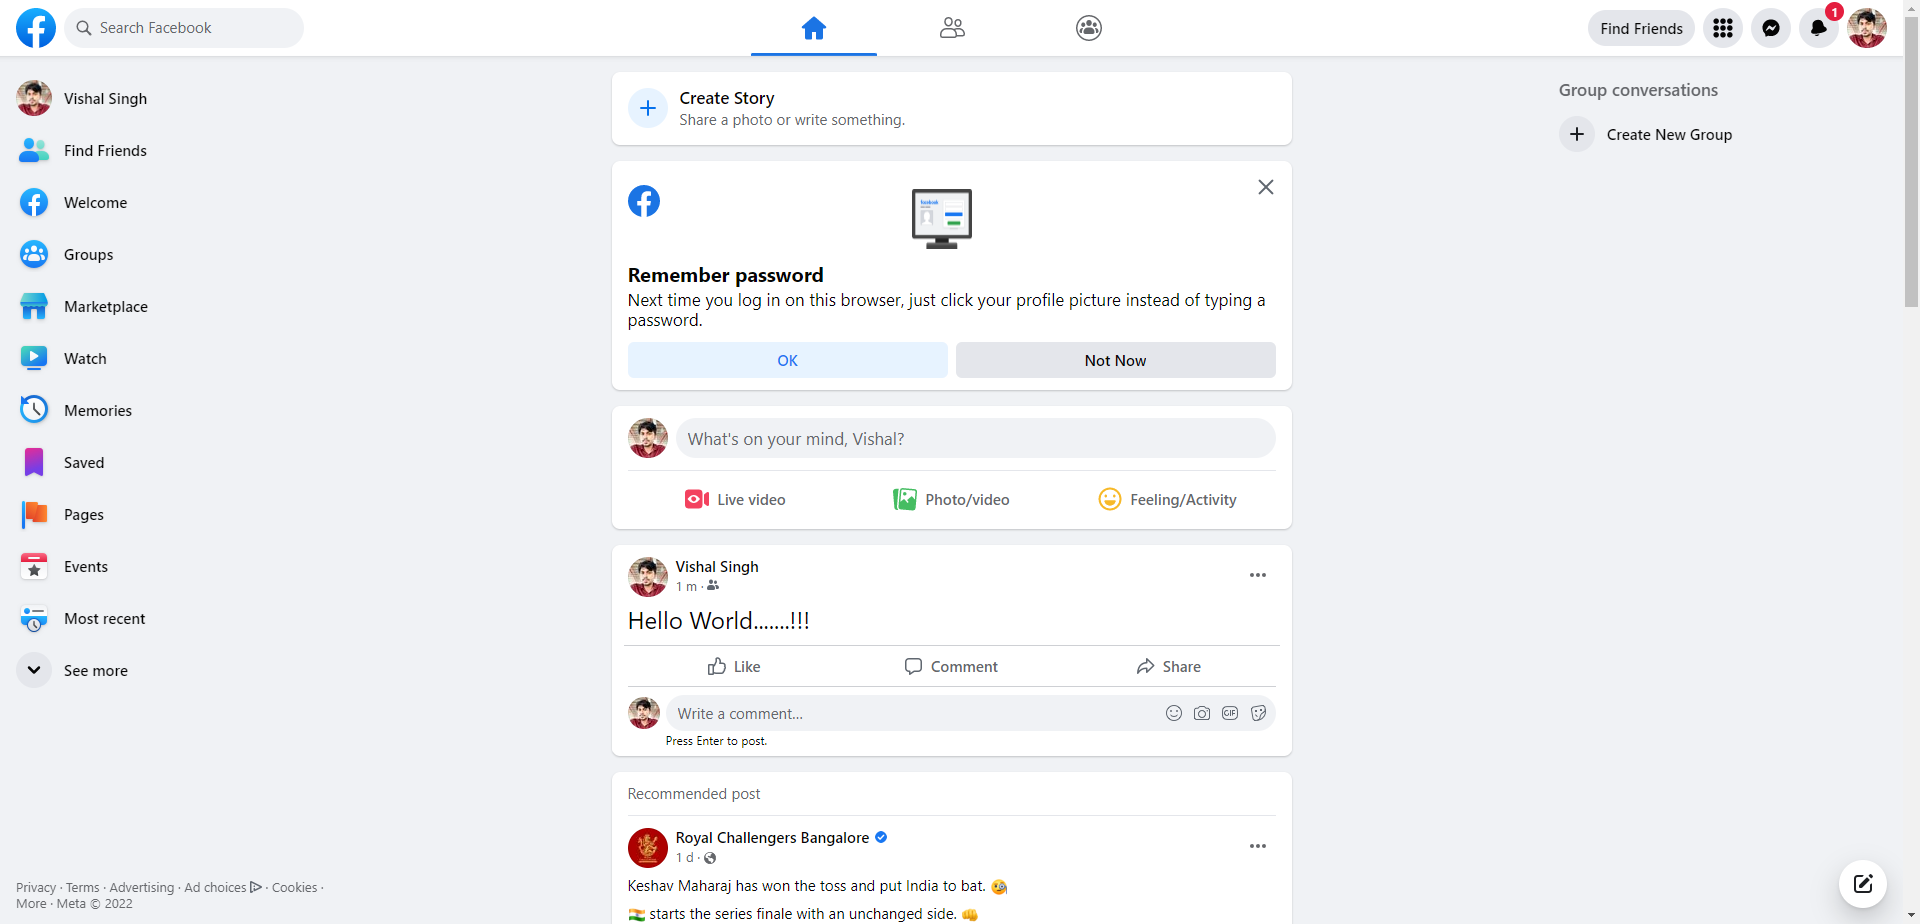 Search Facebook
Find Friends
1
Vishal Singh
Find Friends
Welcome
Groups
Marketplace
Watch
Memories
Saved
Pages
Events
Most recent
See more
Privacy · Terms · Advertising · Ad choices · Cookies ·
More · Meta © 2022
Create Story
Share a photo or write something.
facebook
Remember password
Next time you log in on this browser, just click your profile picture instead of typing a
password.
OK
Not Now
What's on your mind, Vishal?
Live video
Photo/video
Feeling/Activity
Vishal Singh
1 m ·
Hello World.......!!!
Like
Comment
Share
Write a comment...
GIF
Press Enter to post.
Recommended post
Royal Challengers Bangalore
1 d ·
Keshav Maharaj has won the toss and put India to bat. 🧐
🇮🇳 starts the series finale with an unchanged side. 👊
Group conversations
Create New Group